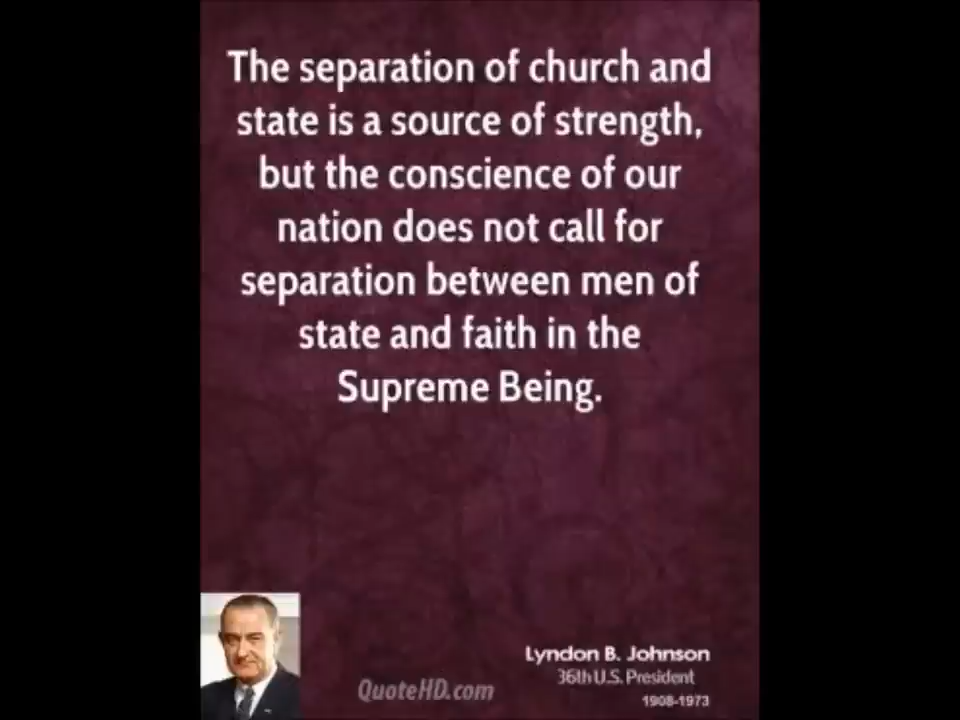 The separation of church and
state is a source of strength,
but the conscience of our
nation does not call for
separation between men of
state and faith in the
Supreme Being.
Lyndon B. Johnson
36th U.S. President
1908-1973
QuoteHD.com